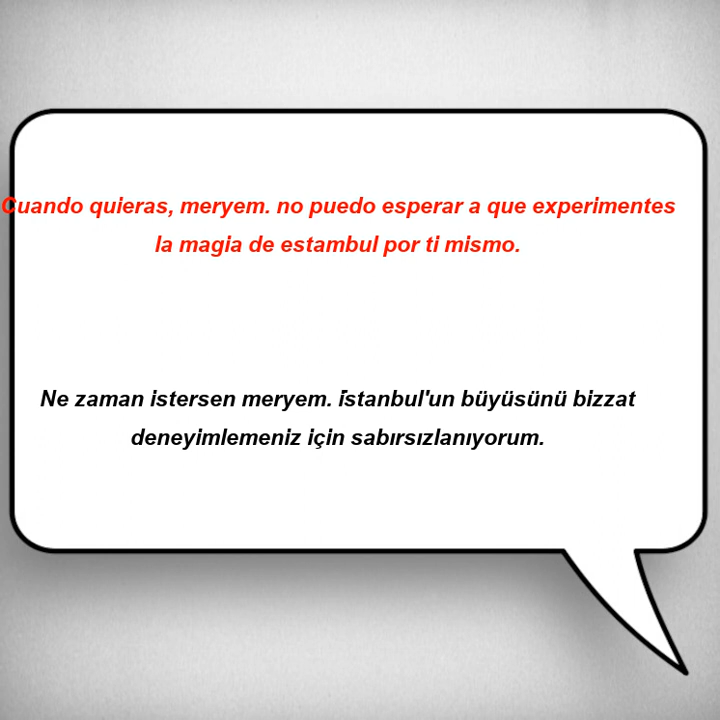 Cuando quieras, meryem. no puedo esperar a que experimentes
la magia de estambul por ti mismo.
Ne zaman istersen meryem. i̇stanbul'un büyüsünü bizzat
deneyimlemeniz için sabırsızlanıyorum.